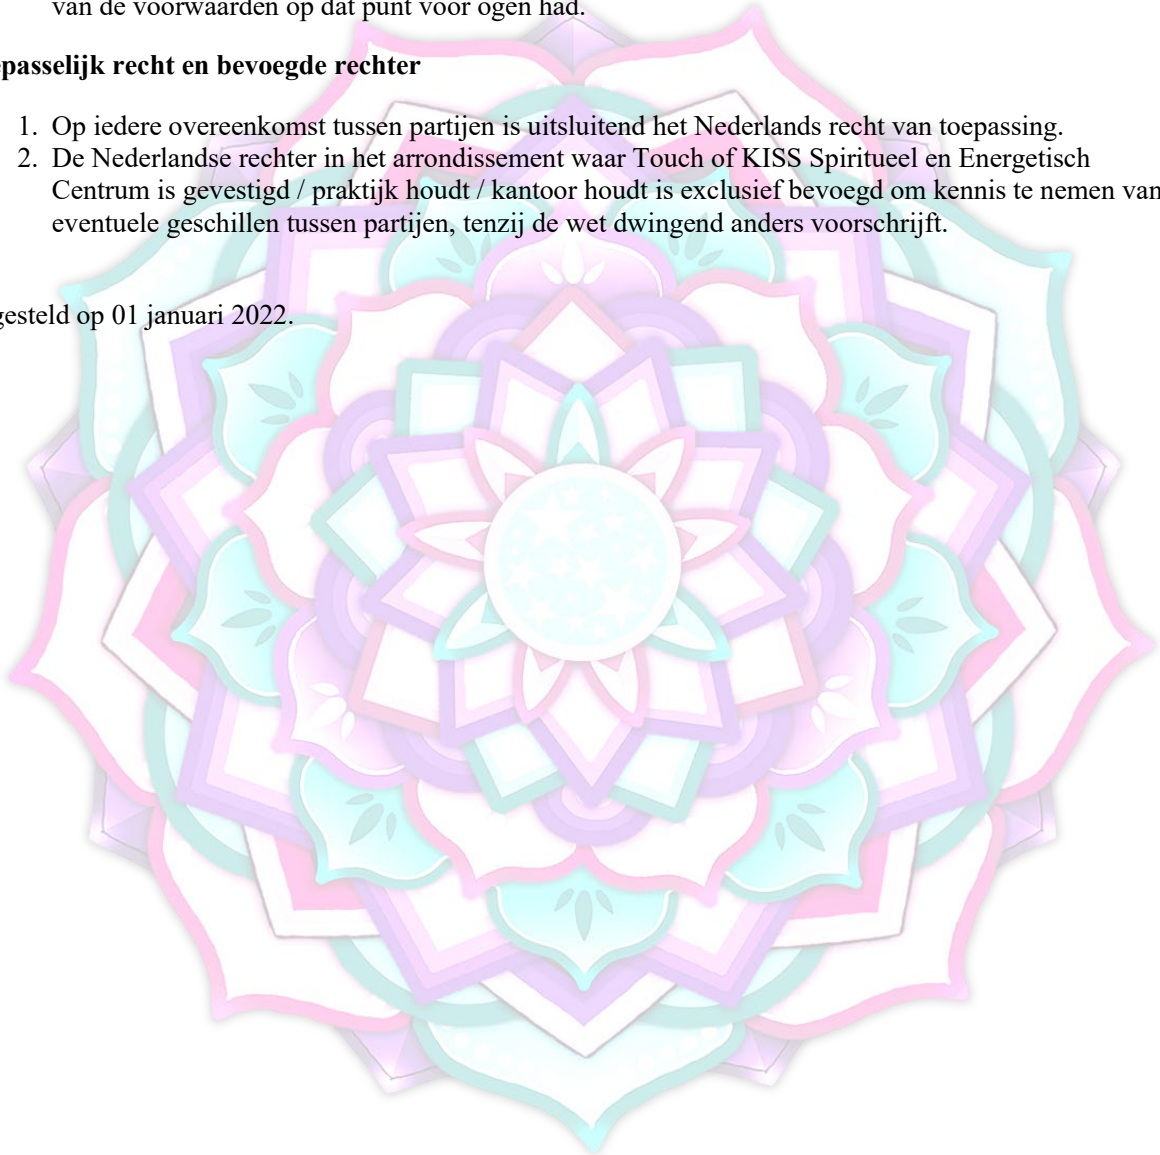 van de voorwaarden op dat punt voor ogen had.
epasselijk recht en bevoegde rechter
1. Op iedere overeenkomst tussen partijen is uitsluitend het Nederlands recht van toepassing.
2. De Nederlandse rechter in het arrondissement waar Touch of KISS Spiritueel en Energetisch
Centrum is gevestigd / praktijk houdt / kantoor houdt is exclusief bevoegd om kennis te nemen van
eventuele geschillen tussen partijen, tenzij de wet dwingend anders voorschrijft.
gesteld op 01 januari 2022.